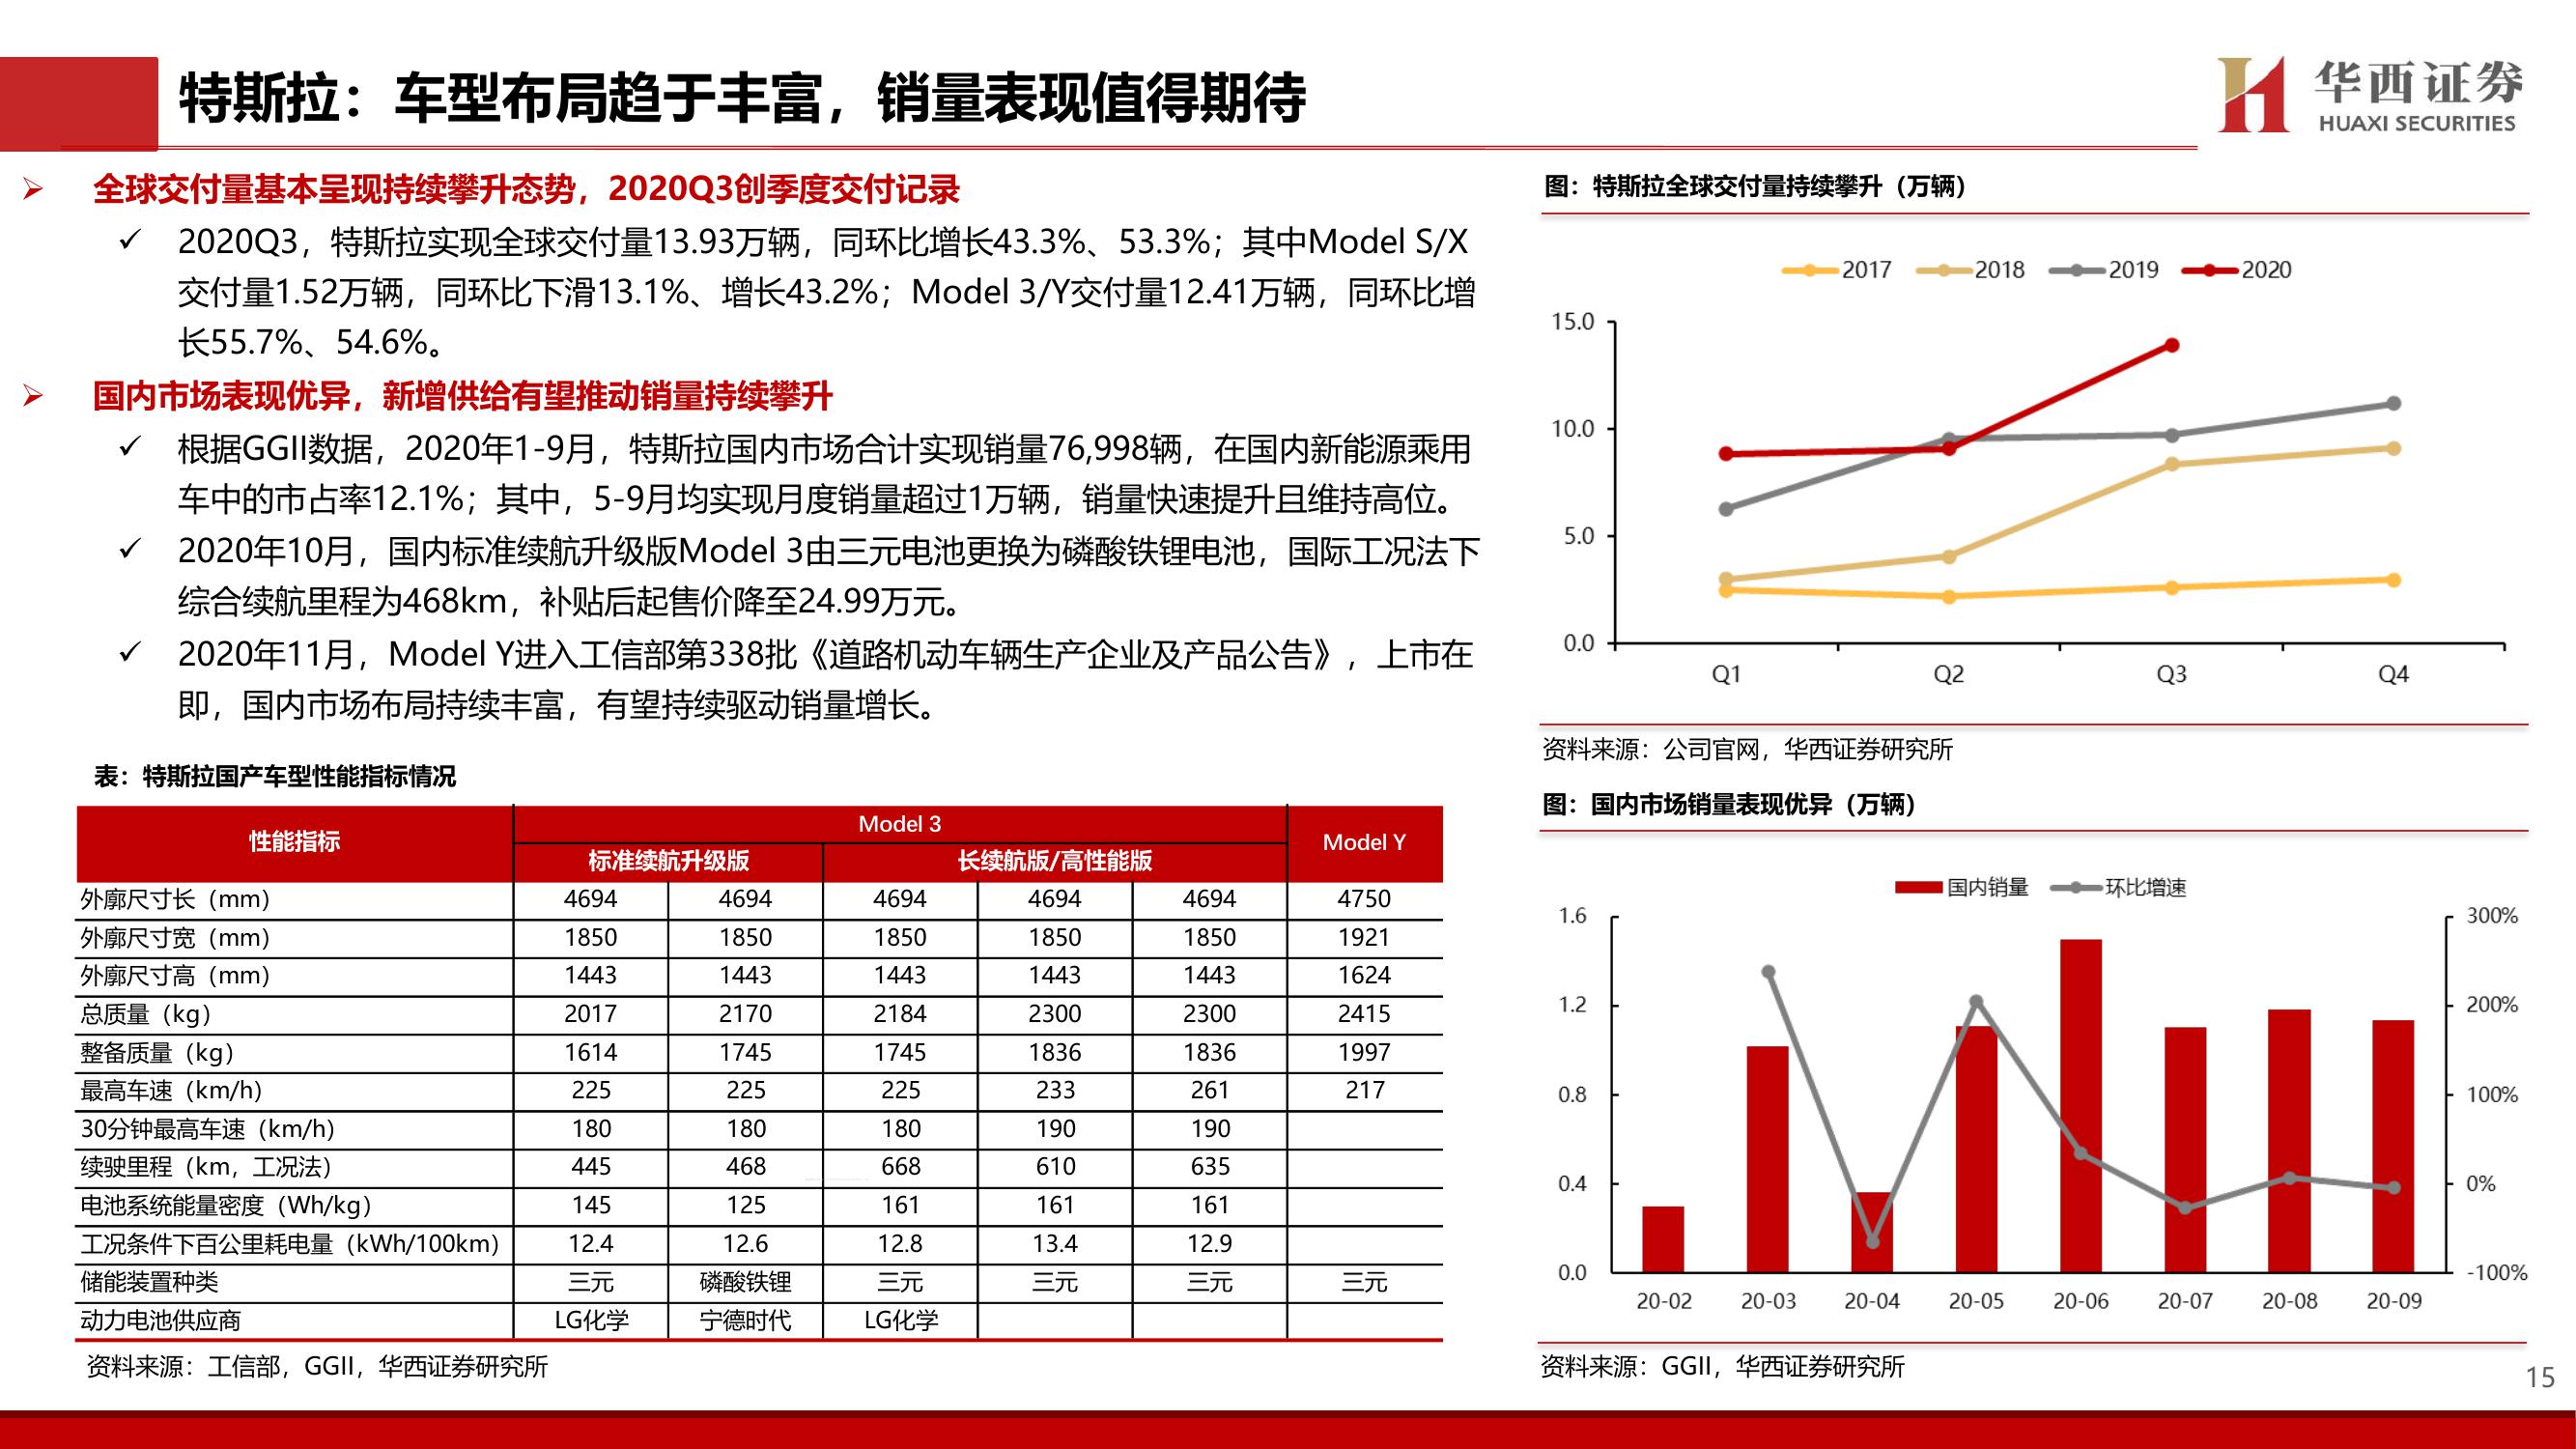 特斯拉：车型布局趋于丰富，销量表现值得期待
华西证券
HUAXI SECURITIES
➢ 全球交付量基本呈现持续攀升态势，2020Q3创季度交付记录
✓ 2020Q3，特斯拉实现全球交付量13.93万辆，同环比增长43.3%、53.3%；其中Model S/X
交付量1.52万辆，同环比下滑13.1%、增长43.2%；Model 3/Y交付量12.41万辆，同环比增
长55.7%、54.6%。
➢ 国内市场表现优异，新增供给有望推动销量持续攀升
✓ 根据GGII数据，2020年1-9月，特斯拉国内市场合计实现销量76,998辆，在国内新能源乘用
车中的市占率12.1%；其中，5-9月均实现月度销量超过1万辆，销量快速提升且维持高位。
✓ 2020年10月，国内标准续航升级版Model 3由三元电池更换为磷酸铁锂电池，国际工况法下
综合续航里程为468km，补贴后起售价降至24.99万元。
✓ 2020年11月，Model Y进入工信部第338批《道路机动车辆生产企业及产品公告》，上市在
即，国内市场布局持续丰富，有望持续驱动销量增长。
表：特斯拉国产车型性能指标情况
性能指标 Model 3 Model Y
标准续航升级版 长续航版/高性能版
外廓尺寸长（mm） 4694 4694 4694 4694 4694 4750
外廓尺寸宽（mm） 1850 1850 1850 1850 1850 1921
外廓尺寸高（mm） 1443 1443 1443 1443 1443 1624
总质量（kg） 2017 2170 2184 2300 2300 2415
整备质量（kg） 1614 1745 1745 1836 1836 1997
最高车速（km/h） 225 225 225 233 261 217
30分钟最高车速（km/h） 180 180 180 190 190
续驶里程（km，工况法） 445 468 668 610 635
电池系统能量密度（Wh/kg） 145 125 161 161 161
工况条件下百公里耗电量（kWh/100km） 12.4 12.6 12.8 13.4 12.9
储能装置种类 三元 磷酸铁锂 三元 三元 三元 三元
动力电池供应商 LG化学 宁德时代 LG化学
资料来源：工信部，GGII，华西证券研究所
图：特斯拉全球交付量持续攀升（万辆）
2017 2018 2019 2020
15.0
10.0
5.0
0.0
Q1 Q2 Q3 Q4
资料来源：公司官网，华西证券研究所
图：国内市场销量表现优异（万辆）
国内销量 环比增速
1.6 300%
1.2 200%
0.8 100%
0.4 0%
0.0 -100%
20-02 20-03 20-04 20-05 20-06 20-07 20-08 20-09
资料来源：GGII，华西证券研究所
15